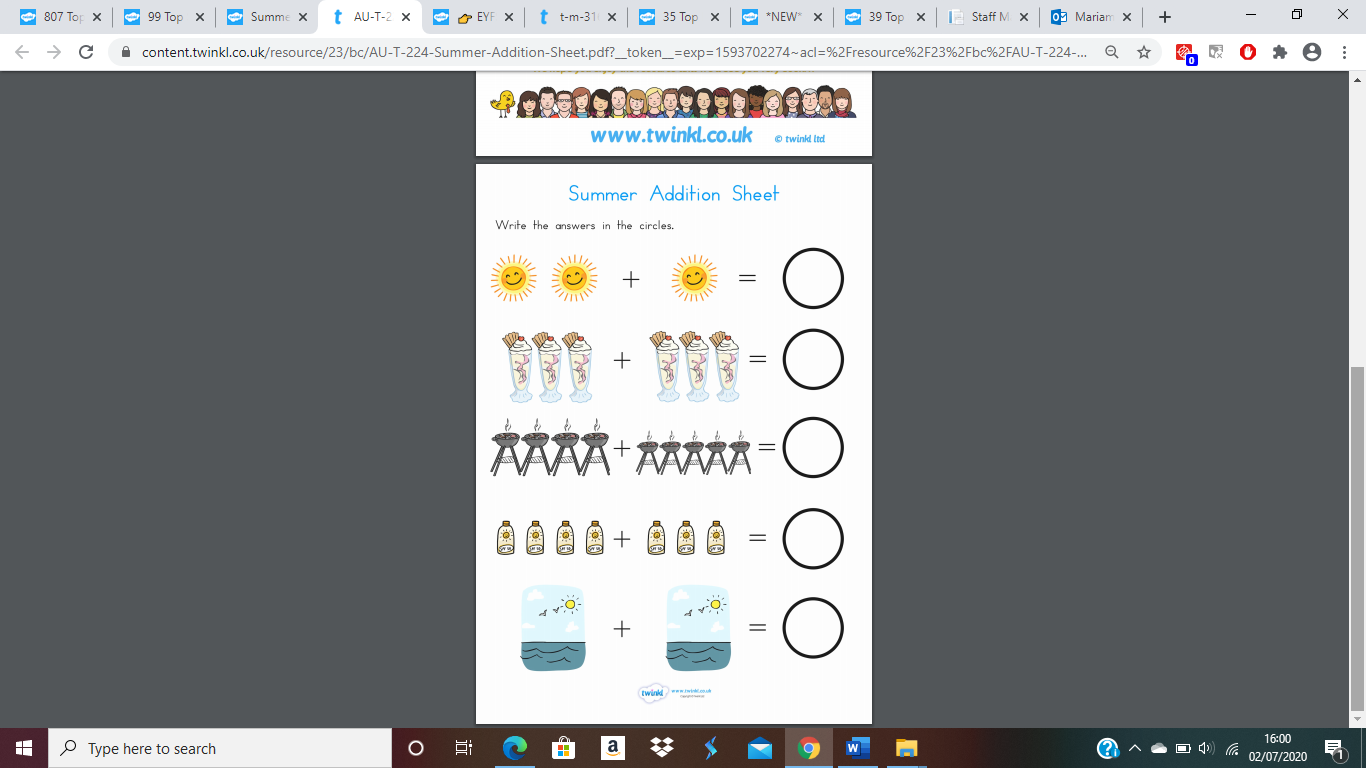 807 Top
99 Top
Summe
AU-T-2
👉 EYF
t-m-316
35 Top
*NEW*
39 Top
Staff M
Mariam
content.twinkl.co.uk/resource/23/bc/AU-T-224-Summer-Addition-Sheet.pdf?__token__=exp=1593702274~acl=%2Fresource%2F23%2Fbc%2FAU-T-224-...
0
www.twinkl.co.uk © twinkl ltd
Summer Addition Sheet
Write the answers in the circles.
+ =
+ =
+ =
+ =
+ =
twinkl www.twinkl.co.uk
Type here to search
16:00
02/07/2020
1